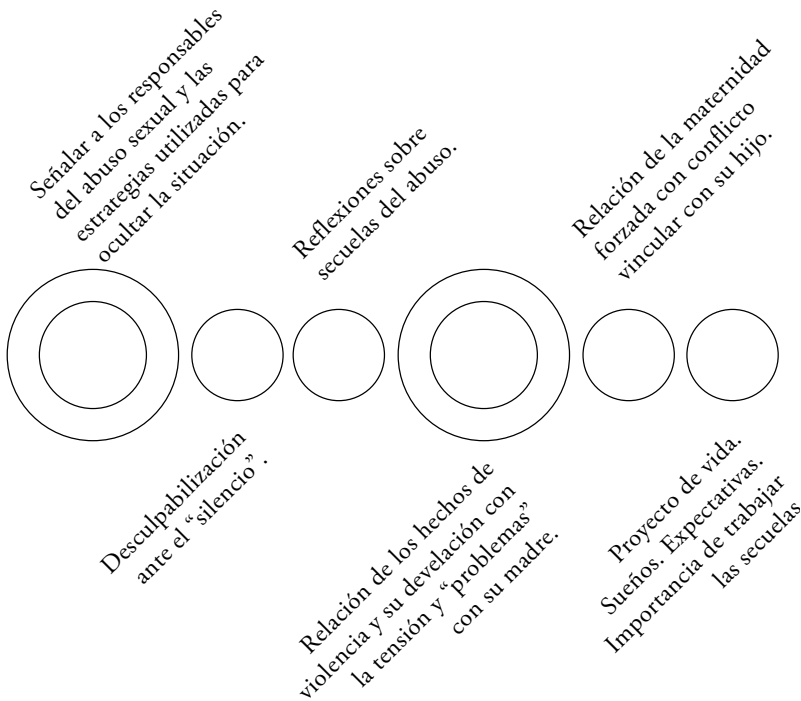 Señalar a los responsables
del abuso sexual y las
estrategias utilizadas para
ocultar la situación.
Desculpabilización
ante el “silencio”.
Reflexiones sobre
secuelas del abuso.
Relación de los hechos de
violencia y su develación con
la tensión y “problemas”
con su madre.
Relación de la maternidad
forzada con conflicto
vincular con su hijo.
Proyecto de vida.
Sueños. Expectativas.
Importancia de trabajar
las secuelas